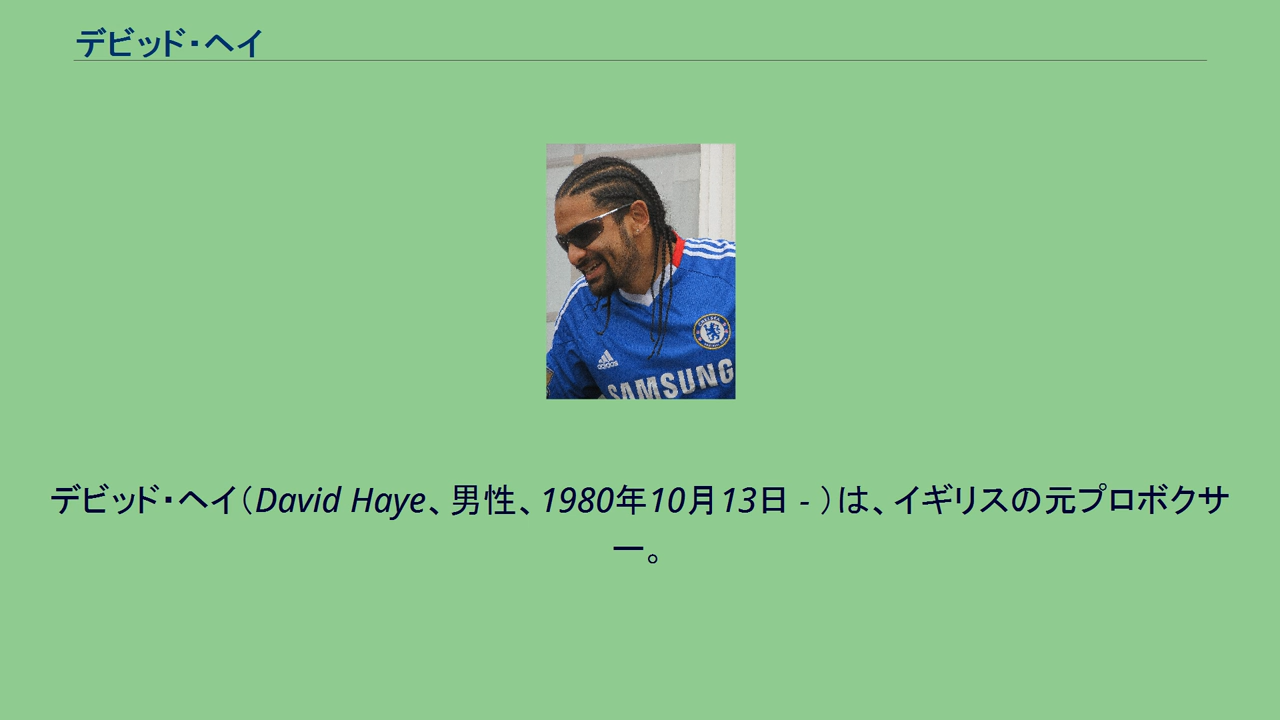 デビッド・ヘイ
CHELSEA
adidas
SAMSUNG
デビッド・ヘイ（David Haye、男性、1980年10月13日 - ）は、イギリスの元プロボクサ
ー。